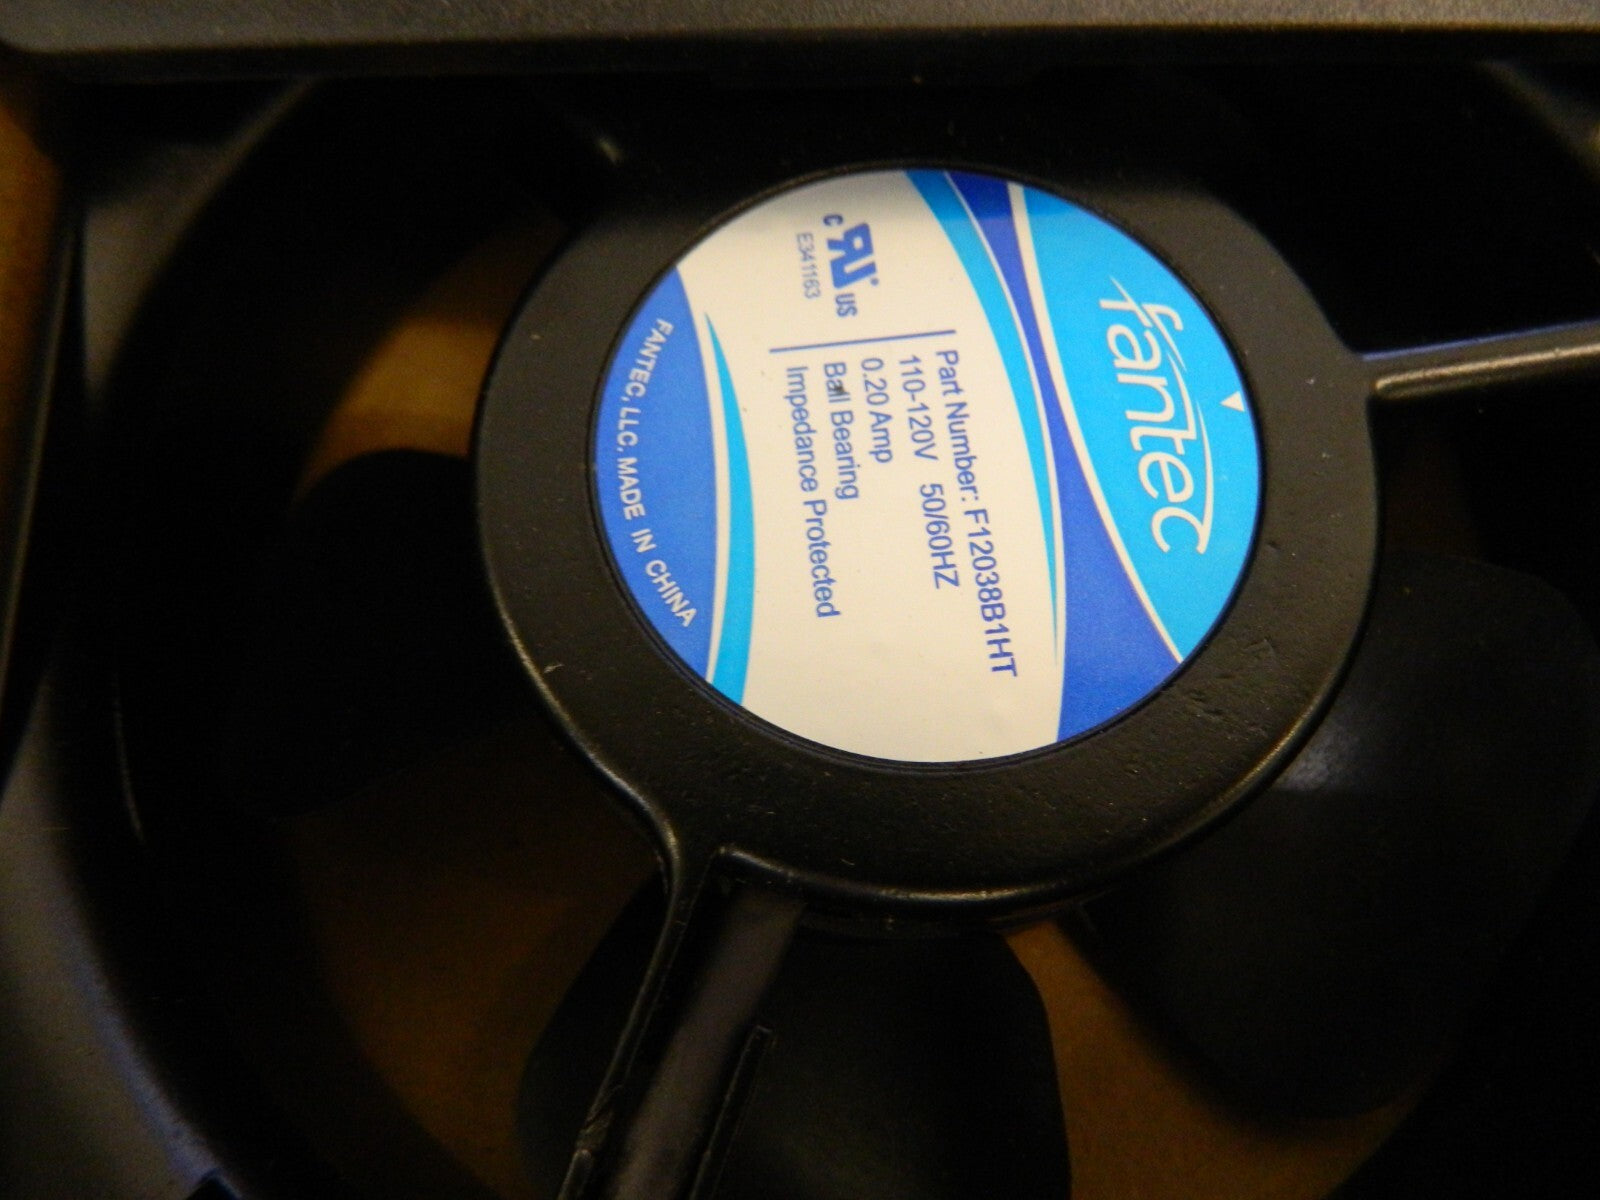 fantec
Part Number: F12038B1HT
110-120V 50/60HZ
0.20 Amp
Ball Bearing
Impedance Protected
c RU US
E341163
FANTEC, LLC. MADE IN CHINA